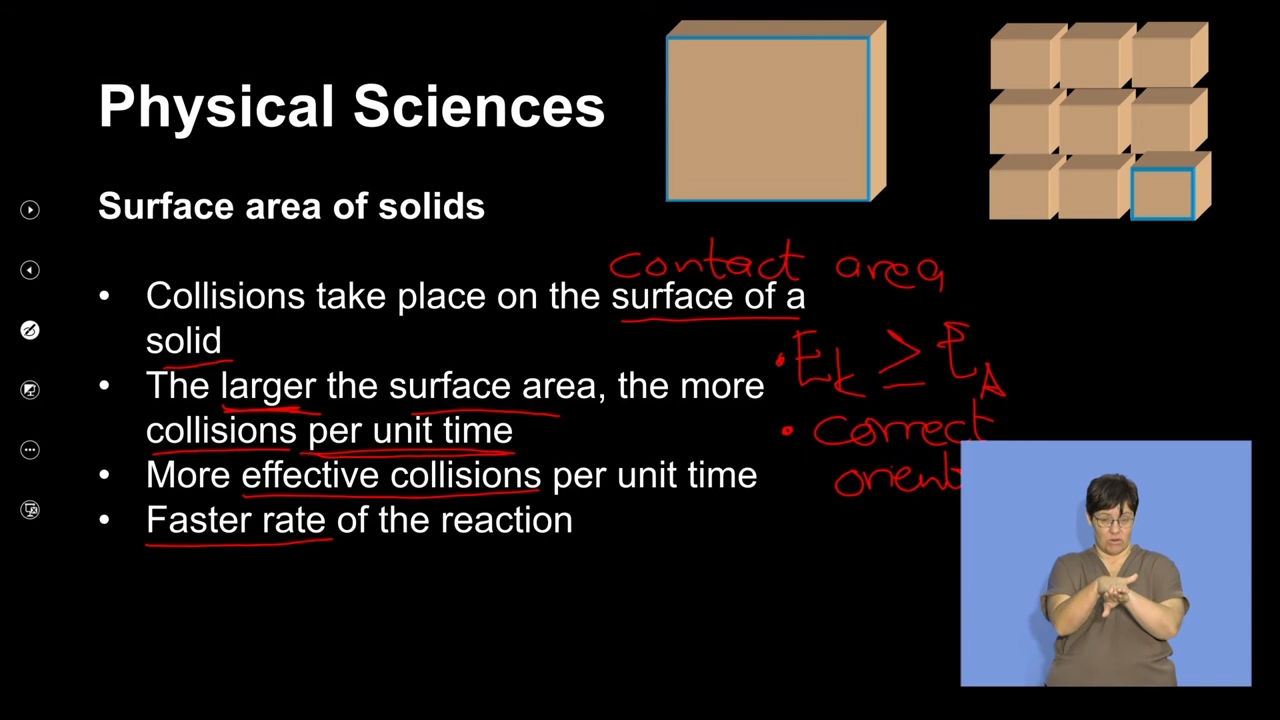 Physical Sciences
Surface area of solids
contact area
• Collisions take place on the surface of a
solid
• The larger the surface area, the more
collisions per unit time
• More effective collisions per unit time
• Faster rate of the reaction
• Ek ≥ EA
• correct
orient